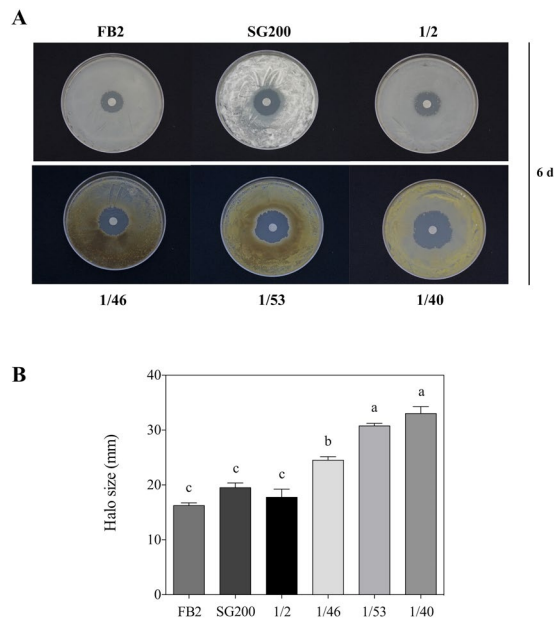 A
FB2 SG200 1/2
6 d
1/46 1/53 1/40
B
Halo size (mm)
40
30
20
10
0
c c c b a a
FB2 SG200 1/2 1/46 1/53 1/40